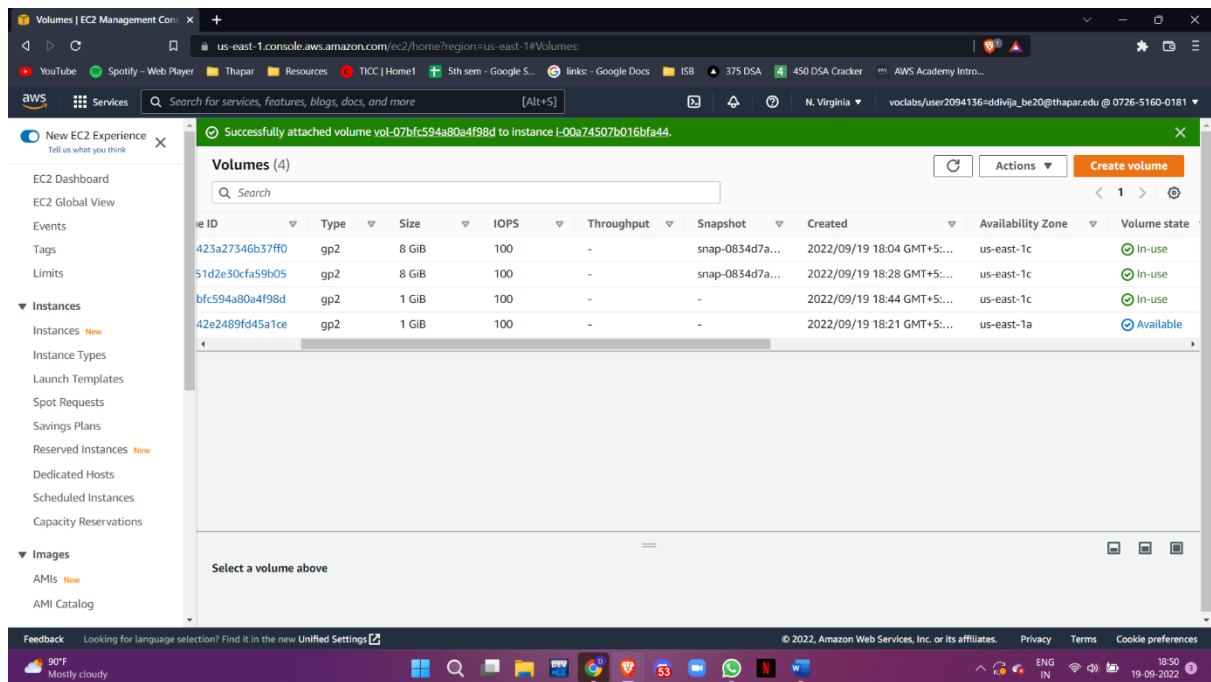 Volumes | EC2 Management Cons
us-east-1.console.aws.amazon.com/ec2/home?region=us-east-1#Volumes:
YouTube Spotify – Web Player Thapar Resources TICC | Home1 5th sem - Google S... links: - Google Docs ISB 375 DSA 450 DSA Cracker AWS Academy Intro...
aws Services Search for services, features, blogs, docs, and more [Alt+S] N. Virginia ▼ voclabs/user2094136=ddivija_be20@thapar.edu @ 0726-5160-0181 ▼
New EC2 Experience
Tell us what you think
Successfully attached volume vol-07bfc594a80a4f98d to instance i-00a74507b016bfa44.
EC2 Dashboard
EC2 Global View
Events
Tags
Limits
Instances
Instances New
Instance Types
Launch Templates
Spot Requests
Savings Plans
Reserved Instances New
Dedicated Hosts
Scheduled Instances
Capacity Reservations
Images
AMIs New
AMI Catalog
Volumes (4) Actions ▼ Create volume
Search 1
e ID Type Size IOPS Throughput Snapshot Created Availability Zone Volume state
423a27346b37ff0 gp2 8 GiB 100 - snap-0834d7a... 2022/09/19 18:04 GMT+5:... us-east-1c In-use
51d2e30cfa59b05 gp2 8 GiB 100 - snap-0834d7a... 2022/09/19 18:28 GMT+5:... us-east-1c In-use
bfc594a80a4f98d gp2 1 GiB 100 - - 2022/09/19 18:44 GMT+5:... us-east-1c In-use
42e2489fd45a1ce gp2 1 GiB 100 - - 2022/09/19 18:21 GMT+5:... us-east-1a Available
Select a volume above
Feedback Looking for language selection? Find it in the new Unified Settings © 2022, Amazon Web Services, Inc. or its affiliates. Privacy Terms Cookie preferences
90°F
Mostly cloudy
DEV
53
ENG
IN
18:50
19-09-2022
3